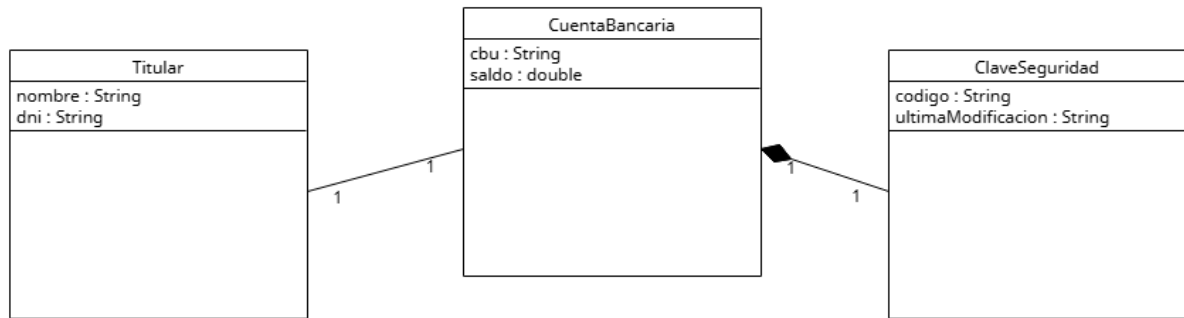 CuentaBancaria
cbu : String
saldo : double
Titular
nombre : String
dni : String
ClaveSeguridad
codigo : String
ultimaModificacion : String
1
1
1
1